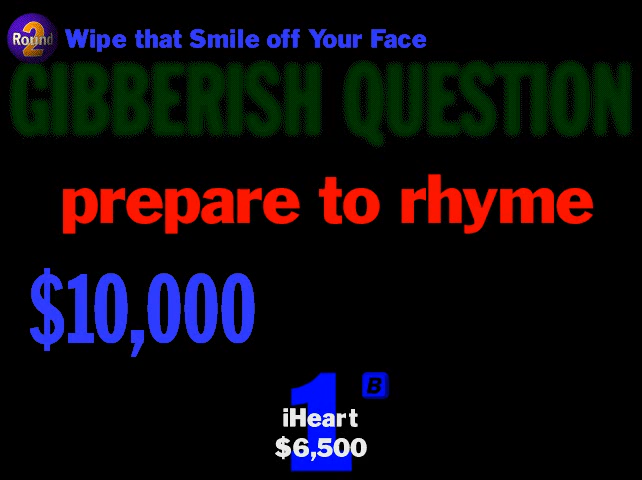 Round 2
Wipe that Smile off Your Face
GIBBERISH QUESTION
prepare to rhyme
$10,000
1
B
iHeart
$6,500